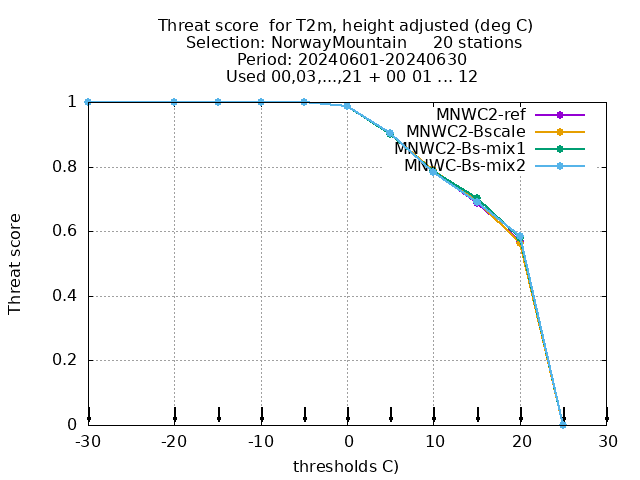 Threat score  for T2m, height adjusted (deg C)
Selection: NorwayMountain     20 stations
Period: 20240601-20240630
Used 00,03,...,21 + 00 01 ... 12
MNWC2-ref
MNWC2-Bscale
MNWC2-Bs-mix1
MNWC-Bs-mix2
Threat score
1
0.8
0.6
0.4
0.2
0
-30 -20 -10 0 10 20 30
thresholds C)